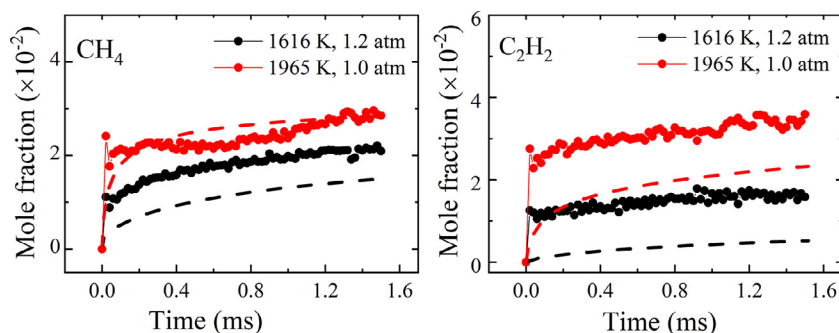 CH₄
1616 K, 1.2 atm
1965 K, 1.0 atm
Mole fraction (×10⁻²)
4
2
0
0.0 0.4 0.8 1.2 1.6
Time (ms)
C₂H₂
1616 K, 1.2 atm
1965 K, 1.0 atm
Mole fraction (×10⁻²)
6
4
2
0
0.0 0.4 0.8 1.2 1.6
Time (ms)